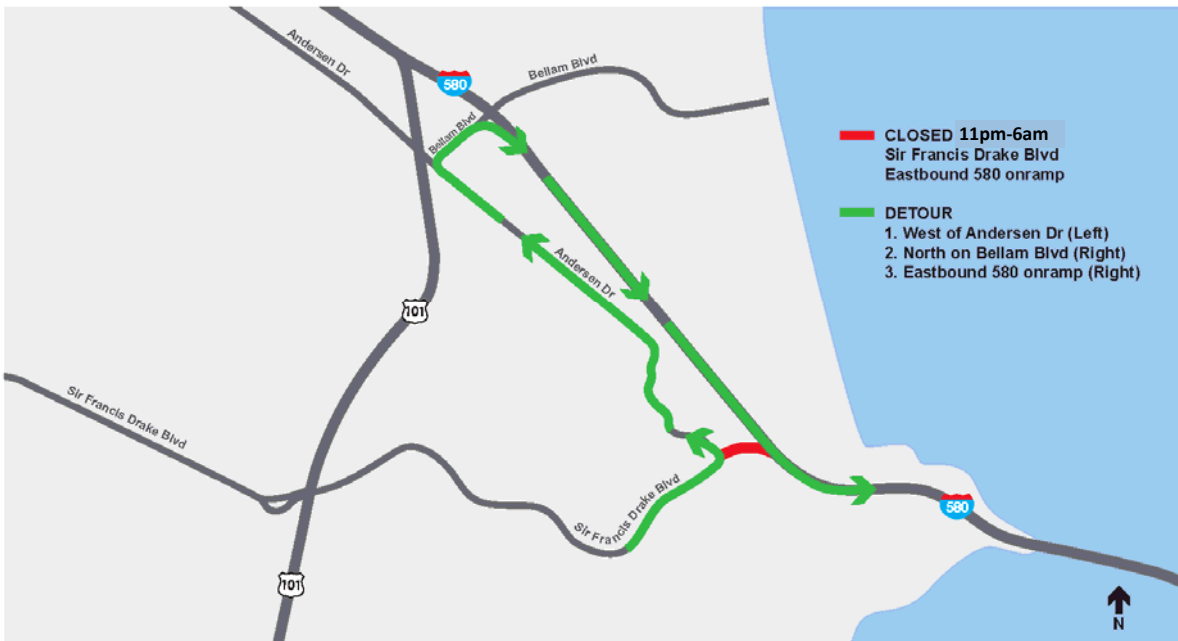 Andersen Dr
580
Bellam Blvd
Bellam Blvd
CLOSED 11pm-6am
Sir Francis Drake Blvd
Eastbound 580 onramp
DETOUR
1. West of Andersen Dr (Left)
2. North on Bellam Blvd (Right)
3. Eastbound 580 onramp (Right)
Andersen Dr
101
Sir Francis Drake Blvd
Sir Francis Drake Blvd
580
101
N